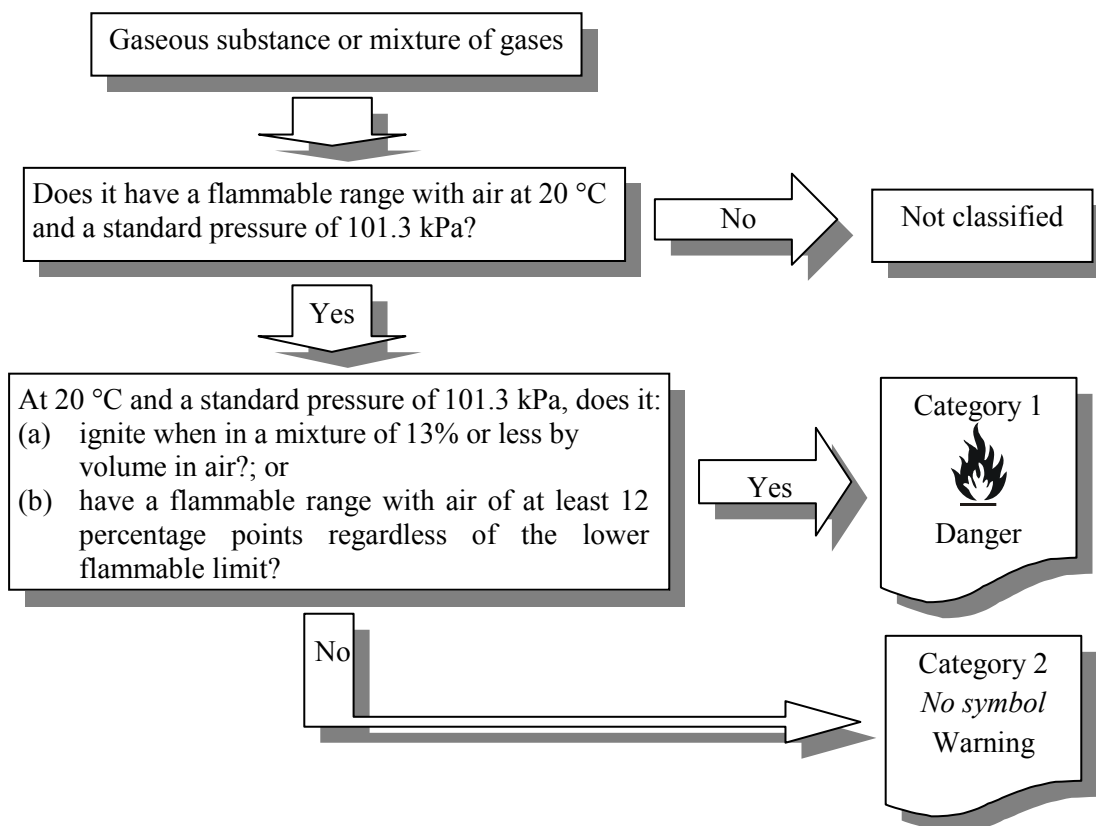 Gaseous substance or mixture of gases
Does it have a flammable range with air at 20 °C
and a standard pressure of 101.3 kPa?
No
Not classified
Yes
At 20 °C and a standard pressure of 101.3 kPa, does it:
(a) ignite when in a mixture of 13% or less by
volume in air?; or
(b) have a flammable range with air of at least 12
percentage points regardless of the lower
flammable limit?
Yes
Category 1
Danger
No
Category 2
No symbol
Warning